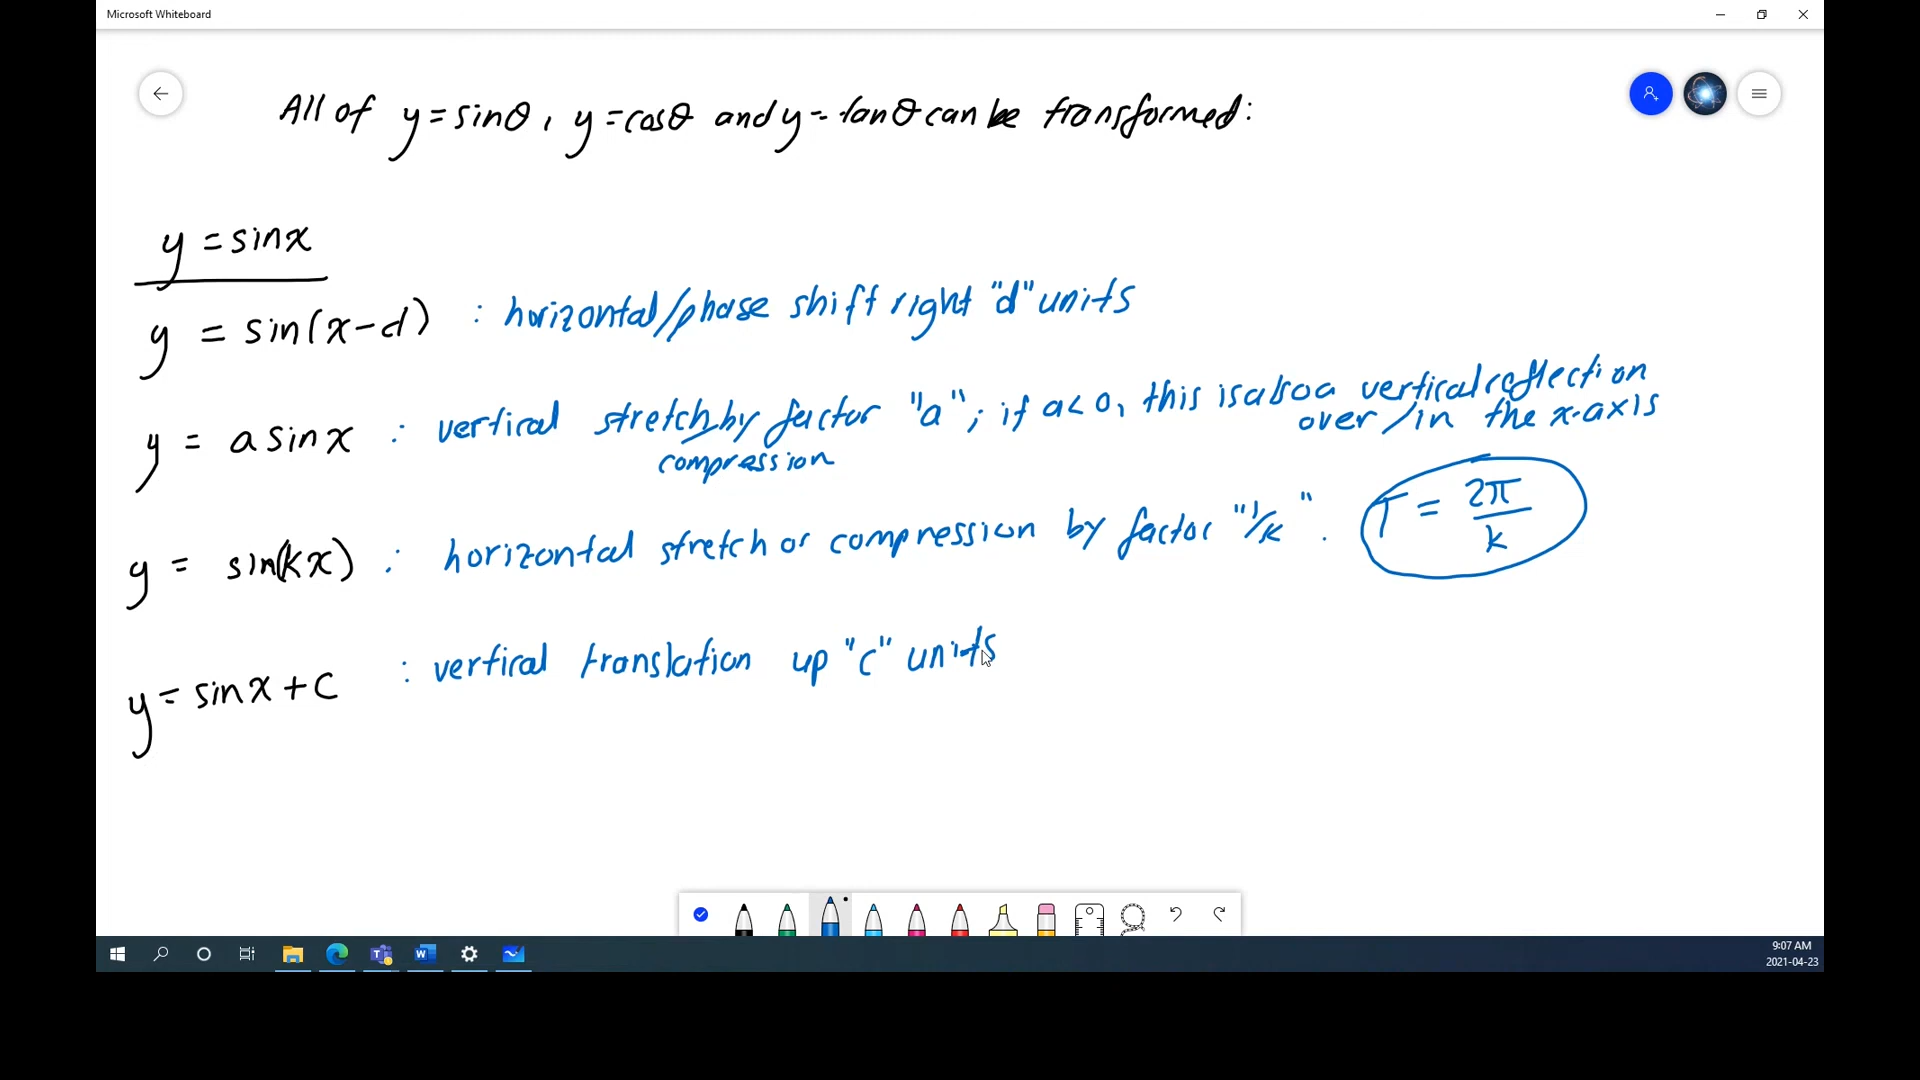 Microsoft Whiteboard
All of y = sinθ, y = cosθ and y = tanθ can be transformed:
y = sinx
y = sin(x-d) : horizontal/phase shift right "d" units
y = a sinx : vertical stretch by factor "a"; if a < 0, this is also a vertical reflection
over/in the x-axis
compression
y = sin(kx) : horizontal stretch or compression by factor "1/k". T = 2π/k
y = sinx + c : vertical translation up "c" units
9:07 AM
2021-04-23